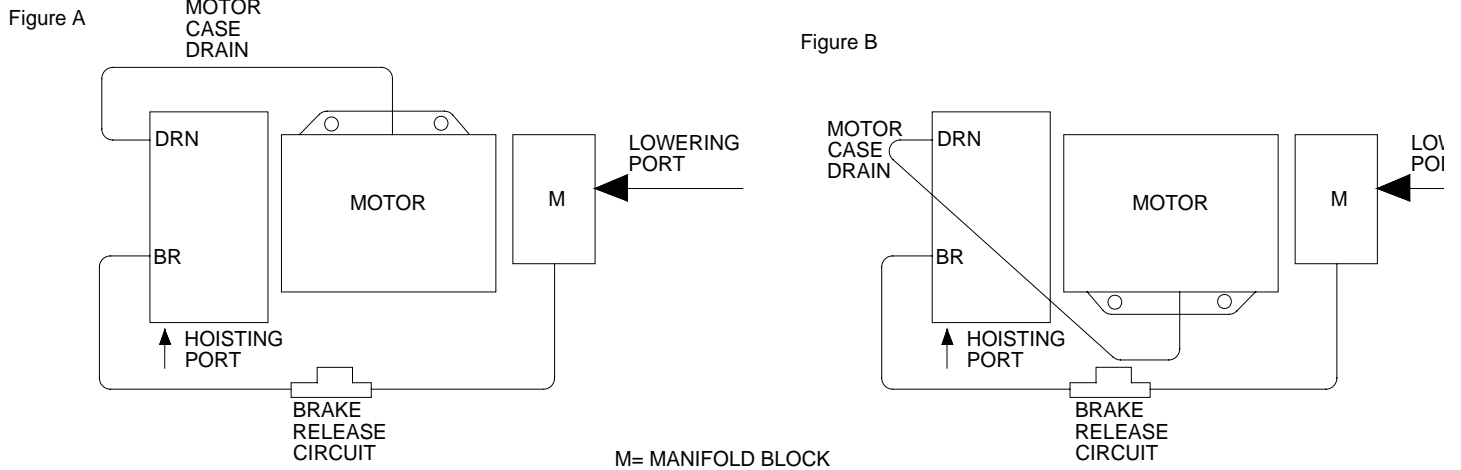 Figure A
MOTOR
CASE
DRAIN
DRN
BR
MOTOR
M
LOWERING
PORT
HOISTING
PORT
BRAKE
RELEASE
CIRCUIT
Figure B
MOTOR
CASE
DRAIN
DRN
BR
MOTOR
M
HOISTING
PORT
BRAKE
RELEASE
CIRCUIT
M= MANIFOLD BLOCK